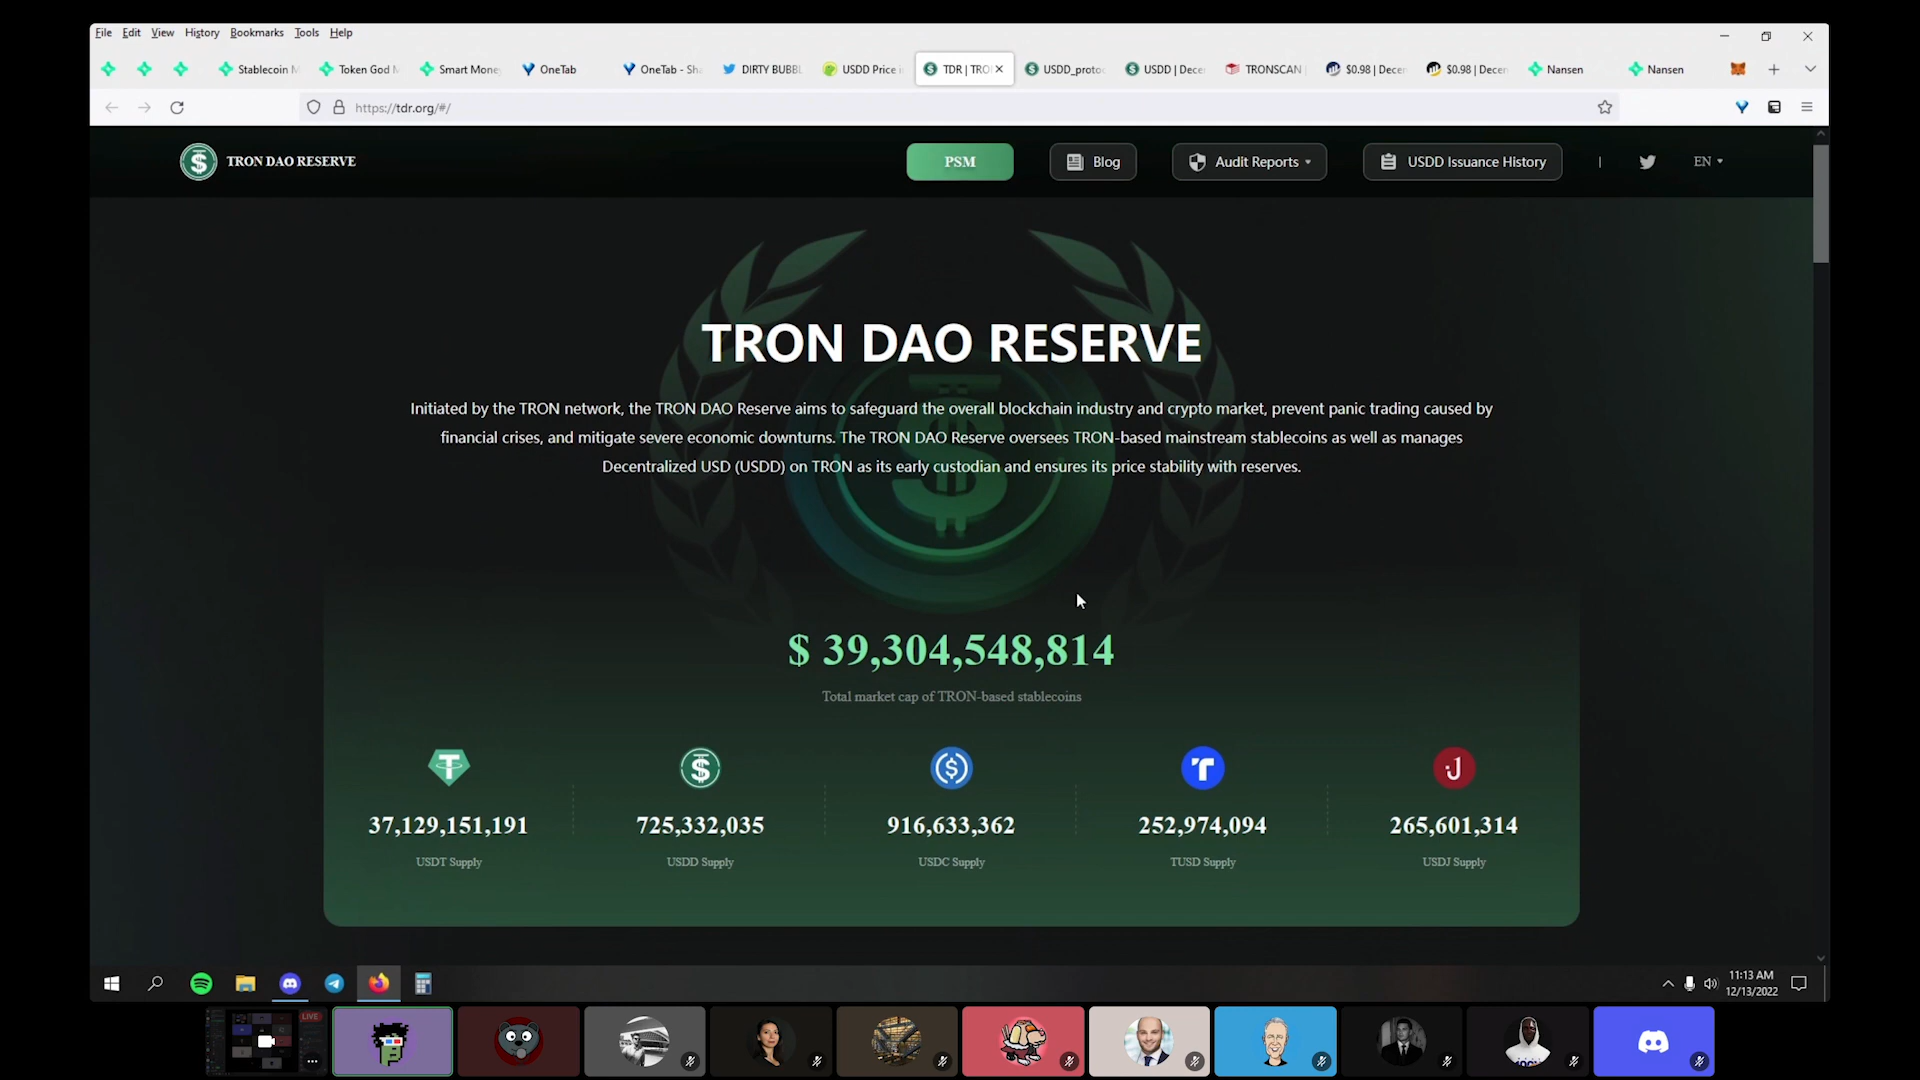 File Edit View History Bookmarks Tools Help
Stablecoin M Token God M Smart Mone OneTab OneTab - Sha DIRTY BUBBL USDD Price in TDR | TRO USDD_proto USDD | Dece TRONSCAN | $0.98 | Decen $0.98 | Decen Nansen Nansen
https://tdr.org/#/
TRON DAO RESERVE PSM Blog Audit Reports USDD Issuance History | EN
TRON DAO RESERVE
Initiated by the TRON network, the TRON DAO Reserve aims to safeguard the overall blockchain industry and crypto market, prevent panic trading caused by
financial crises, and mitigate severe economic downturns. The TRON DAO Reserve oversees TRON-based mainstream stablecoins as well as manages
Decentralized USD (USDD) on TRON as its early custodian and ensures its price stability with reserves.
$ 39,304,548,814
Total market cap of TRON-based stablecoins
37,129,151,191 725,332,035 916,633,362 252,974,094 265,601,314
USDT Supply USDD Supply USDC Supply TUSD Supply USDJ Supply
11:13 AM
12/13/2022
LIVE